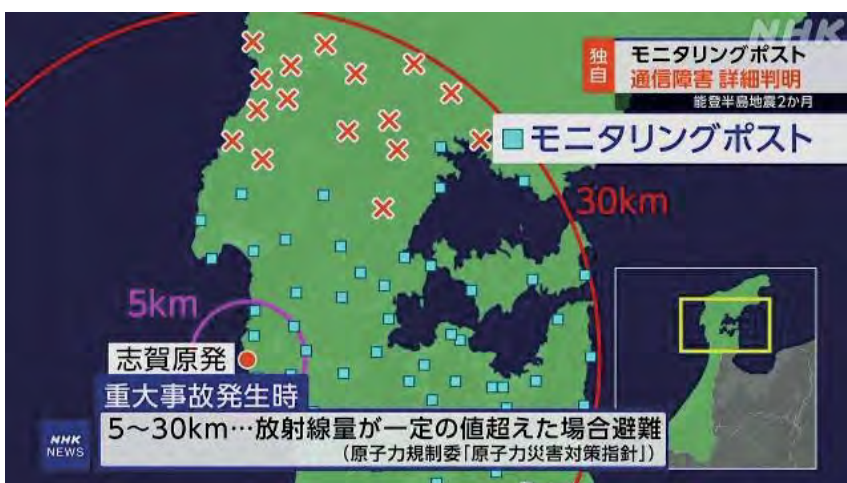 NHK
独自
モニタリングポスト
通信障害 詳細判明
能登半島地震2か月
モニタリングポスト
30km
5km
志賀原発
重大事故発生時
5～30km…放射線量が一定の値超えた場合避難
(原子力規制委「原子力災害対策指針」)
NHK
NEWS